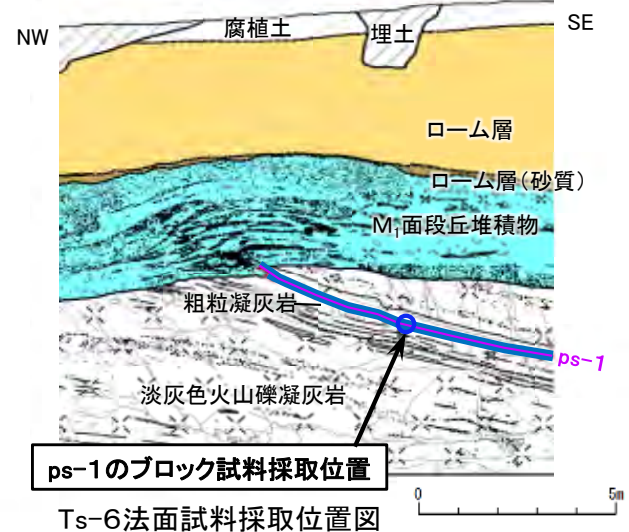 NW
腐植土
埋土
SE
ローム層
ローム層(砂質)
M₁面段丘堆積物
粗粒凝灰岩
ps-1
淡灰色火山礫凝灰岩
ps-1のブロック試料採取位置
Ts-6法面試料採取位置図
0
5m